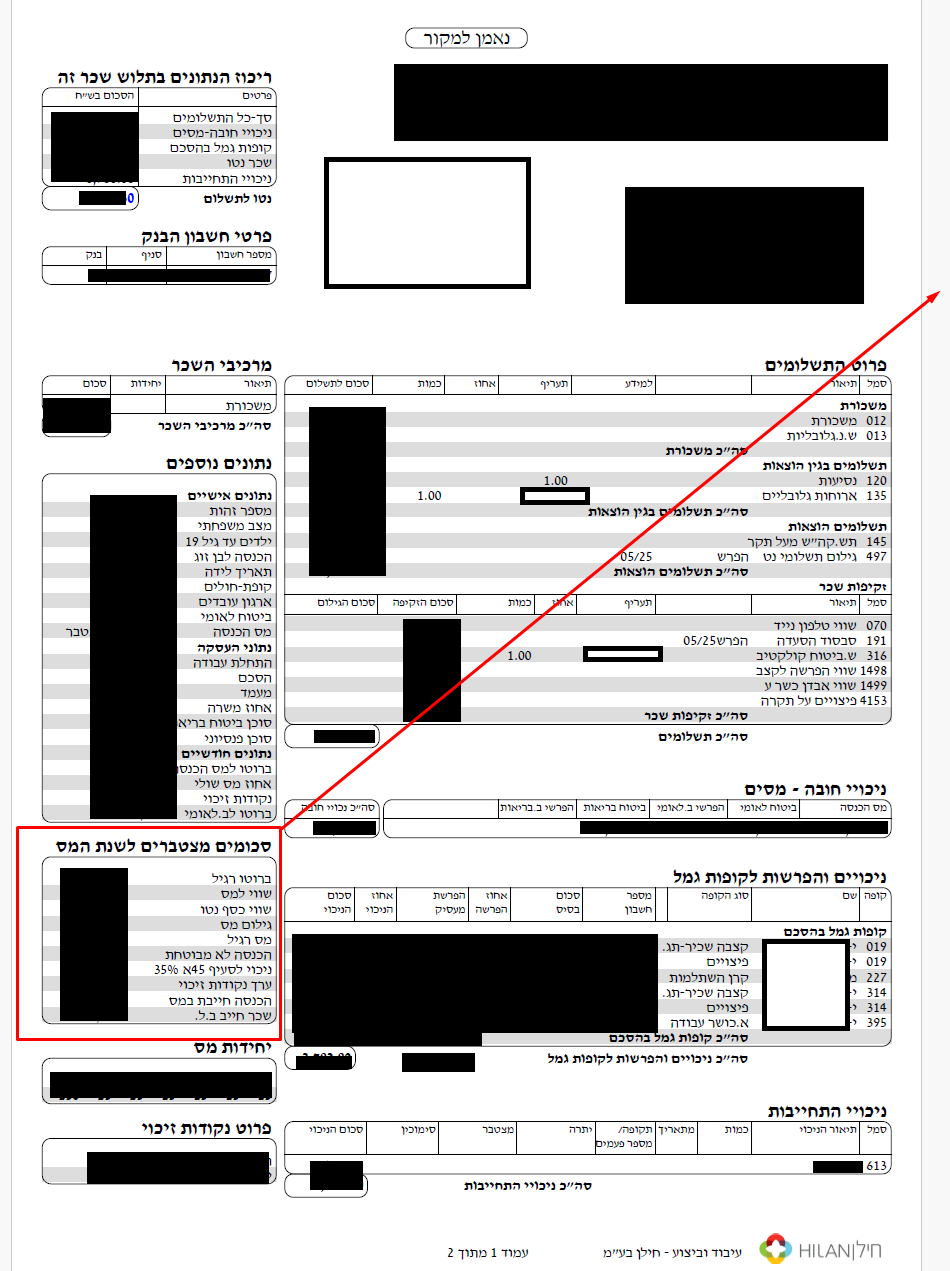 נאמן למקור
ריכוז הנתונים בתלוש שכר זה
פרטים הסכום בש״ח
סך-כל התשלומים
ניכויי חובה-מסים
קופות גמל בהסכם
שכר נטו
ניכויי התחייבות
נטו לתשלום
פרטי חשבון הבנק
מספר חשבון סניף בנק
פרוט התשלומים
סמל תיאור למידע תעריף אחוז כמות סכום לתשלום
משכורת
012 משכורת
013 ש.נ.גלובליות
סה״כ משכורת
תשלומים בגין הוצאות
120 נסיעות 1.00
135 ארוחות גלובליים 1.00
סה״כ תשלומים בגין הוצאות
תשלומים הוצאות
145 תש.קה״ש מעל תקר
497 גילום תשלומי נט הפרש 05/25
סה״כ תשלומים הוצאות
זקיפות שכר
סמל תיאור תעריף אחוז כמות סכום הזקיפה סכום הגילום
070 שווי טלפון נייד
191 סבסוד הסעדה הפרש05/25
316 ש.ביטוח קולקטיב 1.00
1498 שווי הפרשה לקצב
1499 שווי אבדן כשר ע
4153 פיצויים על תקרה
סה״כ זקיפות שכר
סה״כ תשלומים
מרכיבי השכר
תיאור יחידות סכום
משכורת
סה״כ מרכיבי השכר
נתונים נוספים
נתונים אישיים
מספר זהות
מצב משפחתי
ילדים עד גיל 19
הכנסה לבן זוג
תאריך לידה
קופת-חולים
ארגון עובדים
ביטוח לאומי
מס הכנסה טבר
נתוני העסקה
התחלת עבודה
הסכם
מעמד
אחוז משרה
סוכן ביטוח בריא
סוכן פנסיוני
נתונים חודשיים
ברוטו למס הכנס
אחוז מס שולי
נקודות זיכוי
ברוטו לב.לאומי
ניכויי חובה - מסים
מס הכנסה ביטוח לאומי הפרשי ב.לאומי ביטוח בריאות הפרשי ב.בריאות סה״כ נכויי חובה
סכומים מצטברים לשנת המס
ברוטו רגיל
שווי למס
שווי כסף נטו
גילום מס
מס רגיל
הכנסה לא מבוטחת
ניכוי לסעיף 45א 35%
ערך נקודות זיכוי
הכנסה חייבת במס
שכר חייב ב.ל.
ניכויים והפרשות לקופות גמל
קופה שם סוג הקופה מספר חשבון סכום בסיס אחוז הפרשה הפרשת מעסיק אחוז הניכוי סכום הניכוי
קופות גמל בהסכם
019 י- קצבה שכיר-תג.
019 י- פיצויים
227 מ קרן השתלמות
314 י- קצבה שכיר-תג.
314 י- פיצויים
395 י- א.כושר עבודה
סה״כ קופות גמל בהסכם
סה״כ ניכויים והפרשות לקופות גמל
יחידות מס
פרוט נקודות זיכוי
ניכויי התחייבות
סמל תיאור הניכוי כמות מתאריך תקופה/ מספר פעמים יתרה מצטבר סימוכין סכום הניכוי
613
סה״כ ניכויי התחייבות
חילן HILAN
עיבוד וביצוע - חילן בע״מ
עמוד 1 מתוך 2